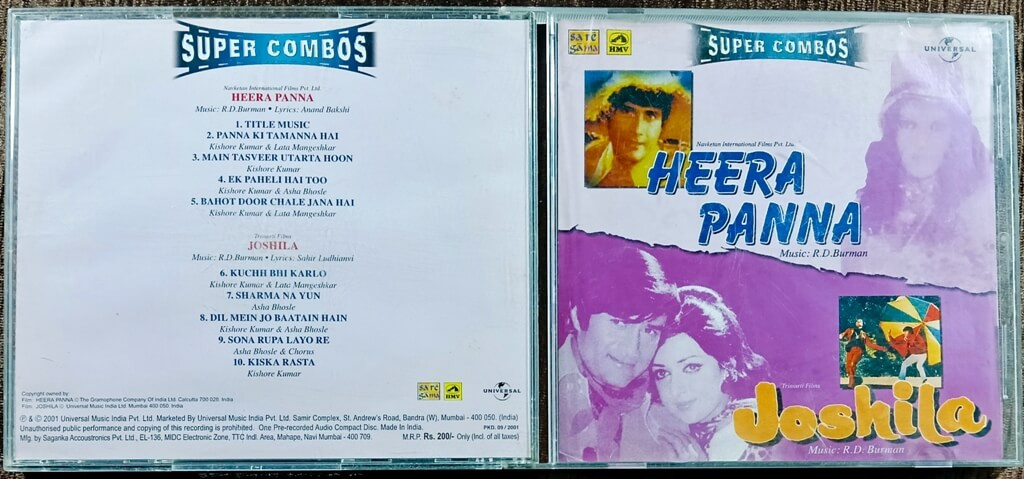 SUPER COMBOS
Navketan International Films Pvt. Ltd.
HEERA PANNA
Music: R.D.Burman • Lyrics: Anand Bakshi
1. TITLE MUSIC
2. PANNA KI TAMANNA HAI
Kishore Kumar & Lata Mangeshkar
3. MAIN TASVEER UTARTA HOON
Kishore Kumar
4. EK PAHELI HAI TOO
Kishore Kumar & Asha Bhosle
5. BAHOT DOOR CHALE JANA HAI
Kishore Kumar & Lata Mangeshkar
Trimurti Films
JOSHILA
Music: R.D.Burman • Lyrics: Sahir Ludhianvi
6. KUCHH BHI KARLO
Kishore Kumar & Lata Mangeshkar
7. SHARMA NA YUN
Asha Bhosle
8. DIL MEIN JO BAATAIN HAIN
Kishore Kumar & Asha Bhosle
9. SONA RUPA LAYO RE
Asha Bhosle & Chorus
10. KISKA RASTA
Kishore Kumar
Copyright owned by:
Film: HEERA PANNA © The Gramophone Company Of India Ltd. Calcutta 700 028. India
Film: JOSHILA © Universal Music India Ltd. Mumbai 400 050. India
SaRē GaMa HMV UNIVERSAL
℗ & © 2001 Universal Music India Pvt. Ltd. Marketed By Universal Music India Pvt. Ltd. Samir Complex, St. Andrew's Road, Bandra (W), Mumbai - 400 050. (India)
Unauthorised public performance and copying of this recording is prohibited. One Pre-recorded Audio Compact Disc. Made In India. PKD. 09 / 2001
Mfg. by Saganka Accoustronics Pvt. Ltd., EL-136, MIDC Electronic Zone, TTC Indl. Area, Mahape, Navi Mumbai - 400 709. M.R.P. Rs. 200/- Only (Incl. of all taxes)
SaRē GaMa HMV SUPER COMBOS UNIVERSAL
Navketan International Films Pvt. Ltd.
HEERA
PANNA
Music: R.D.Burman
Trimurti Films
Joshila
Music: R.D. Burman